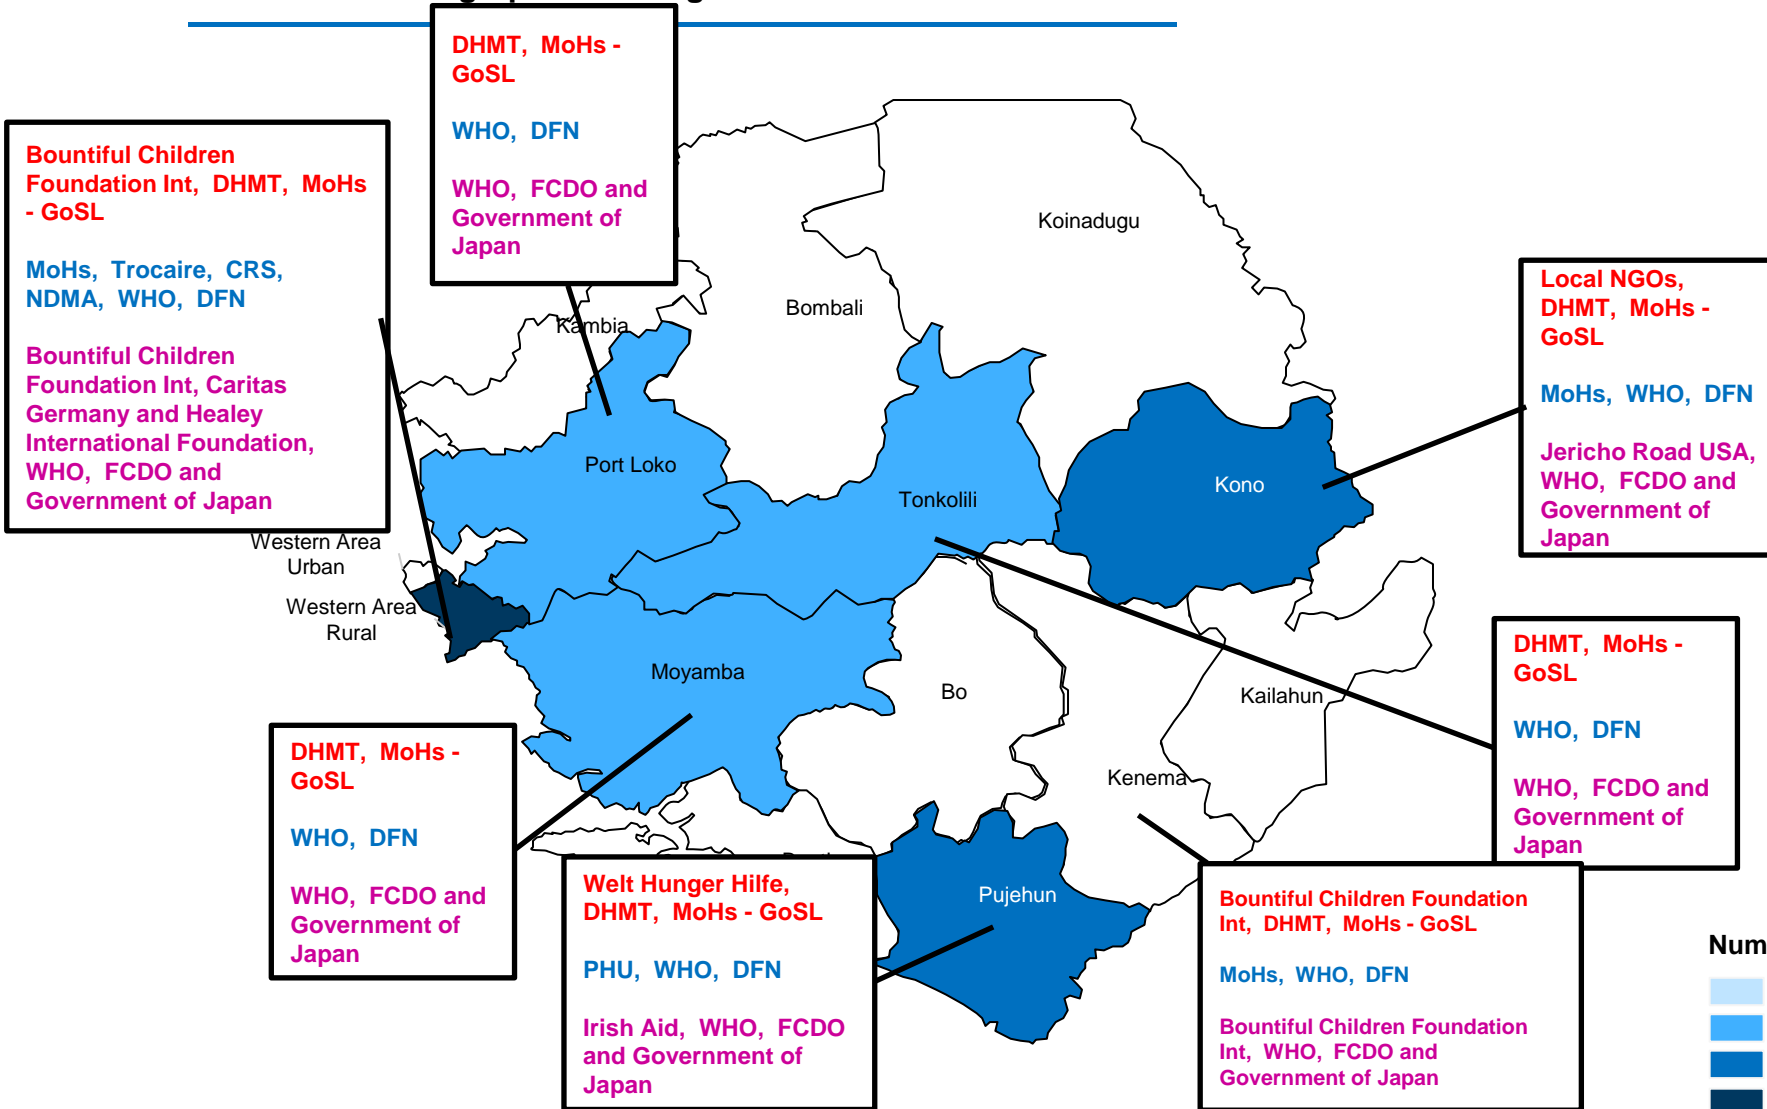 DHMT, MoHs -
GoSL
WHO, DFN
WHO, FCDO and
Government of
Japan
Bountiful Children
Foundation Int, DHMT, MoHs
- GoSL
MoHs, Trocaire, CRS,
NDMA, WHO, DFN
Bountiful Children
Foundation Int, Caritas
Germany and Healey
International Foundation,
WHO, FCDO and
Government of Japan
Koinadugu
Bombali
Kambia
Local NGOs,
DHMT, MoHs -
GoSL
MoHs, WHO, DFN
Jericho Road USA,
WHO, FCDO and
Government of
Japan
Port Loko
Tonkolili
Kono
Western Area
Urban
Western Area
Rural
Moyamba
Bo
Kailahun
Kenema
Pujehun
DHMT, MoHs -
GoSL
WHO, DFN
WHO, FCDO and
Government of
Japan
DHMT, MoHs -
GoSL
WHO, DFN
WHO, FCDO and
Government of
Japan
Welt Hunger Hilfe,
DHMT, MoHs - GoSL
PHU, WHO, DFN
Irish Aid, WHO, FCDO
and Government of
Japan
Bountiful Children Foundation
Int, DHMT, MoHs - GoSL
MoHs, WHO, DFN
Bountiful Children Foundation
Int, WHO, FCDO and
Government of Japan
Num